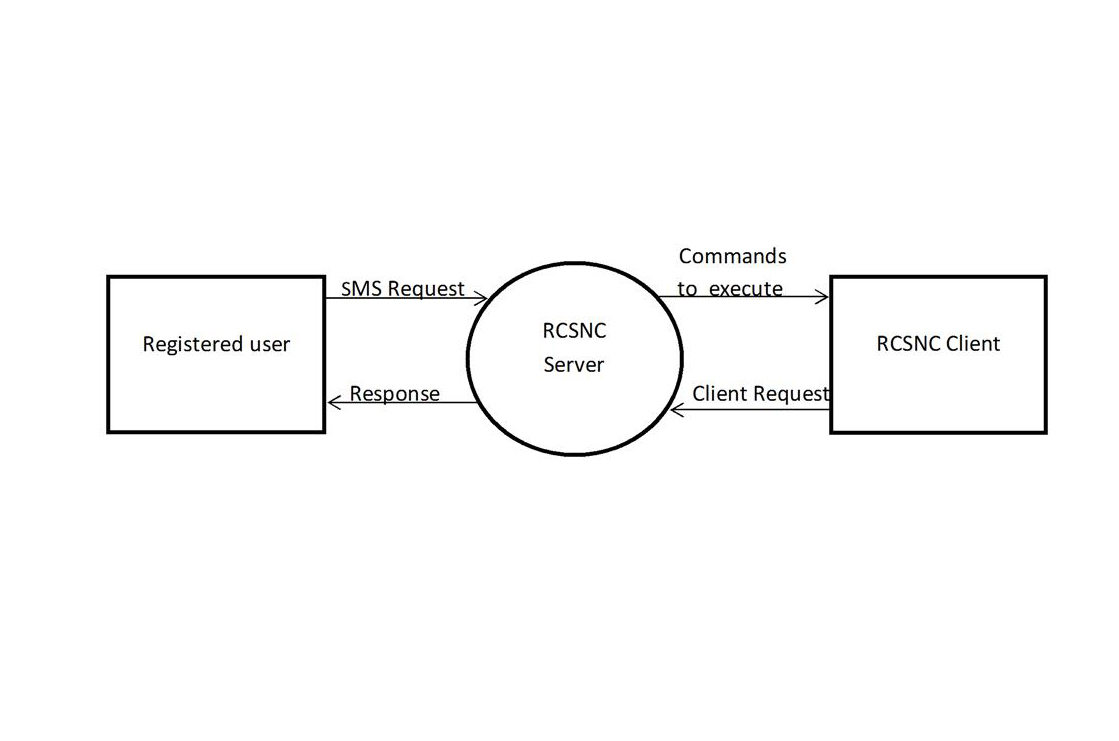 Commands
SMS Request
to execute
RCSNC
Server
Registered user
RCSNC Client
Response
Client Request